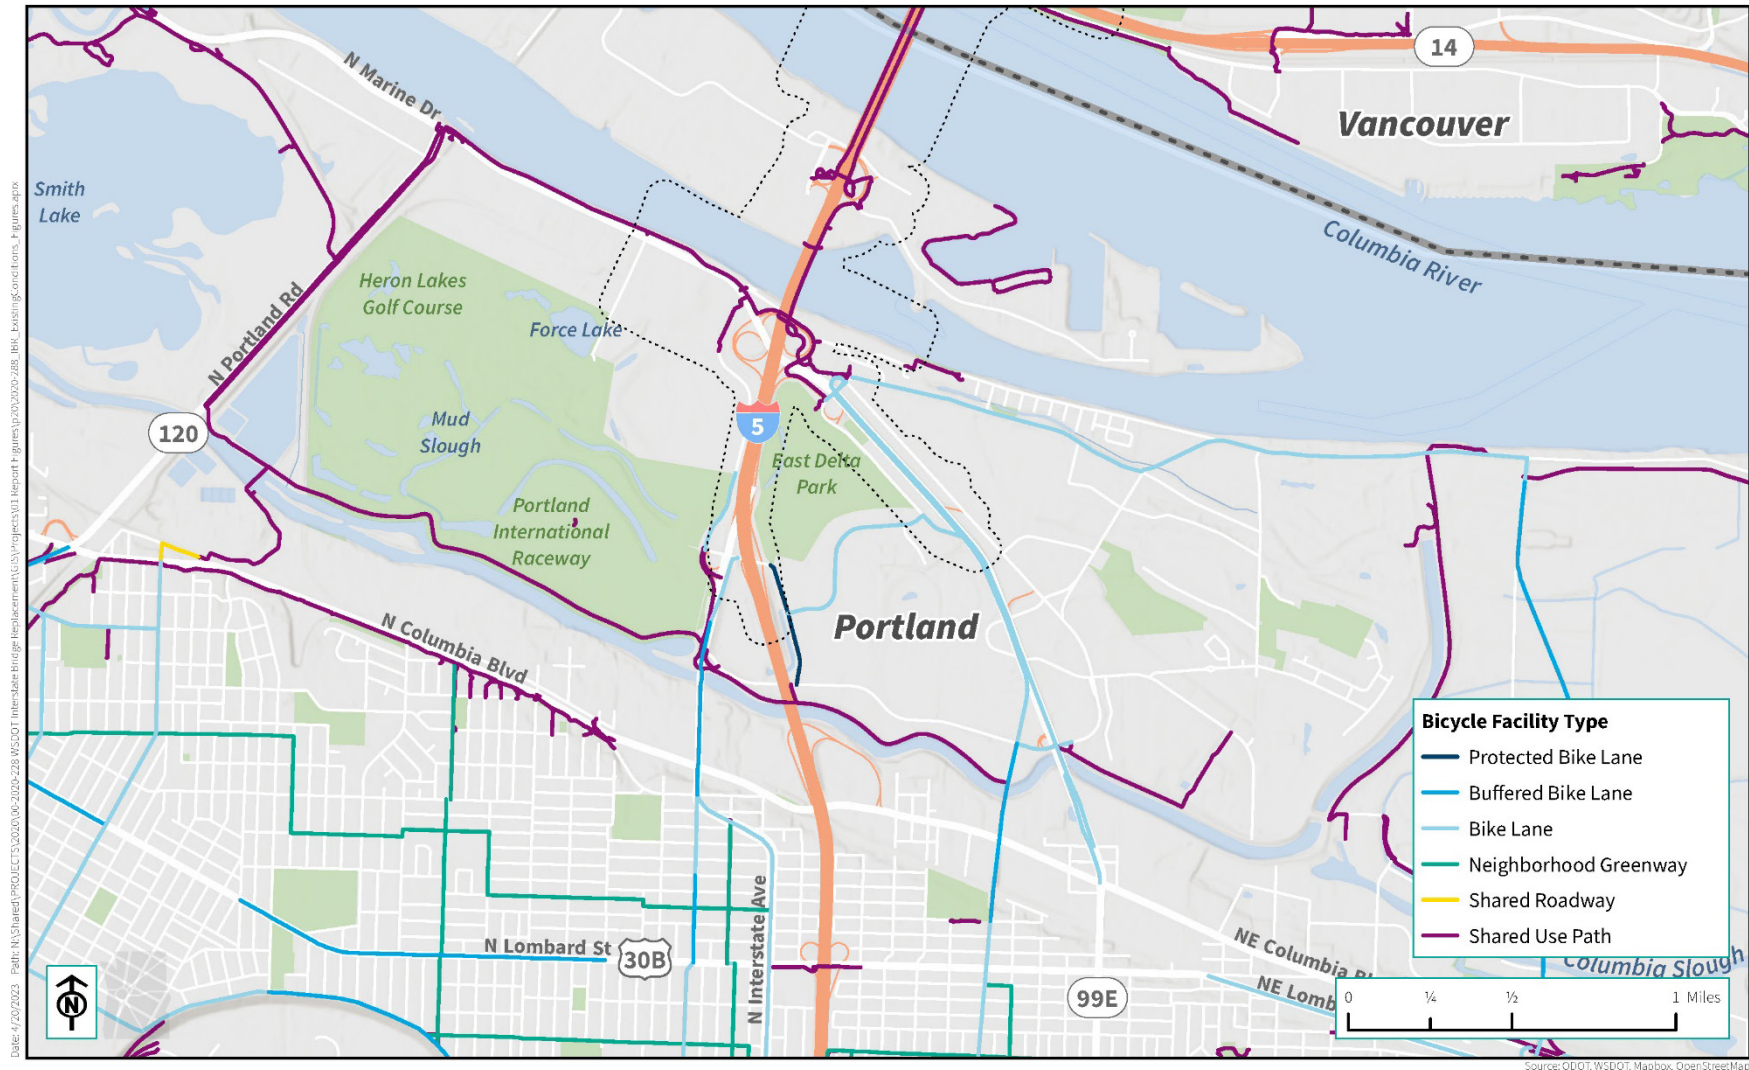 N Marine Dr
14
Vancouver
Smith
Lake
Columbia River
Heron Lakes
Golf Course
Force Lake
N Portland Rd
120
Mud
Slough
5
East Delta
Park
Portland
International
Raceway
Portland
N Columbia Blvd
Bicycle Facility Type
Protected Bike Lane
Buffered Bike Lane
Bike Lane
Neighborhood Greenway
Shared Roadway
Shared Use Path
N Lombard St
30B
N Interstate Ave
NE Columbia Bl
Columbia Slough
NE Lomb
99E
N
0 ¼ ½ 1 Miles
Source: ODOT, WSDOT, Mapbox, OpenStreetMap